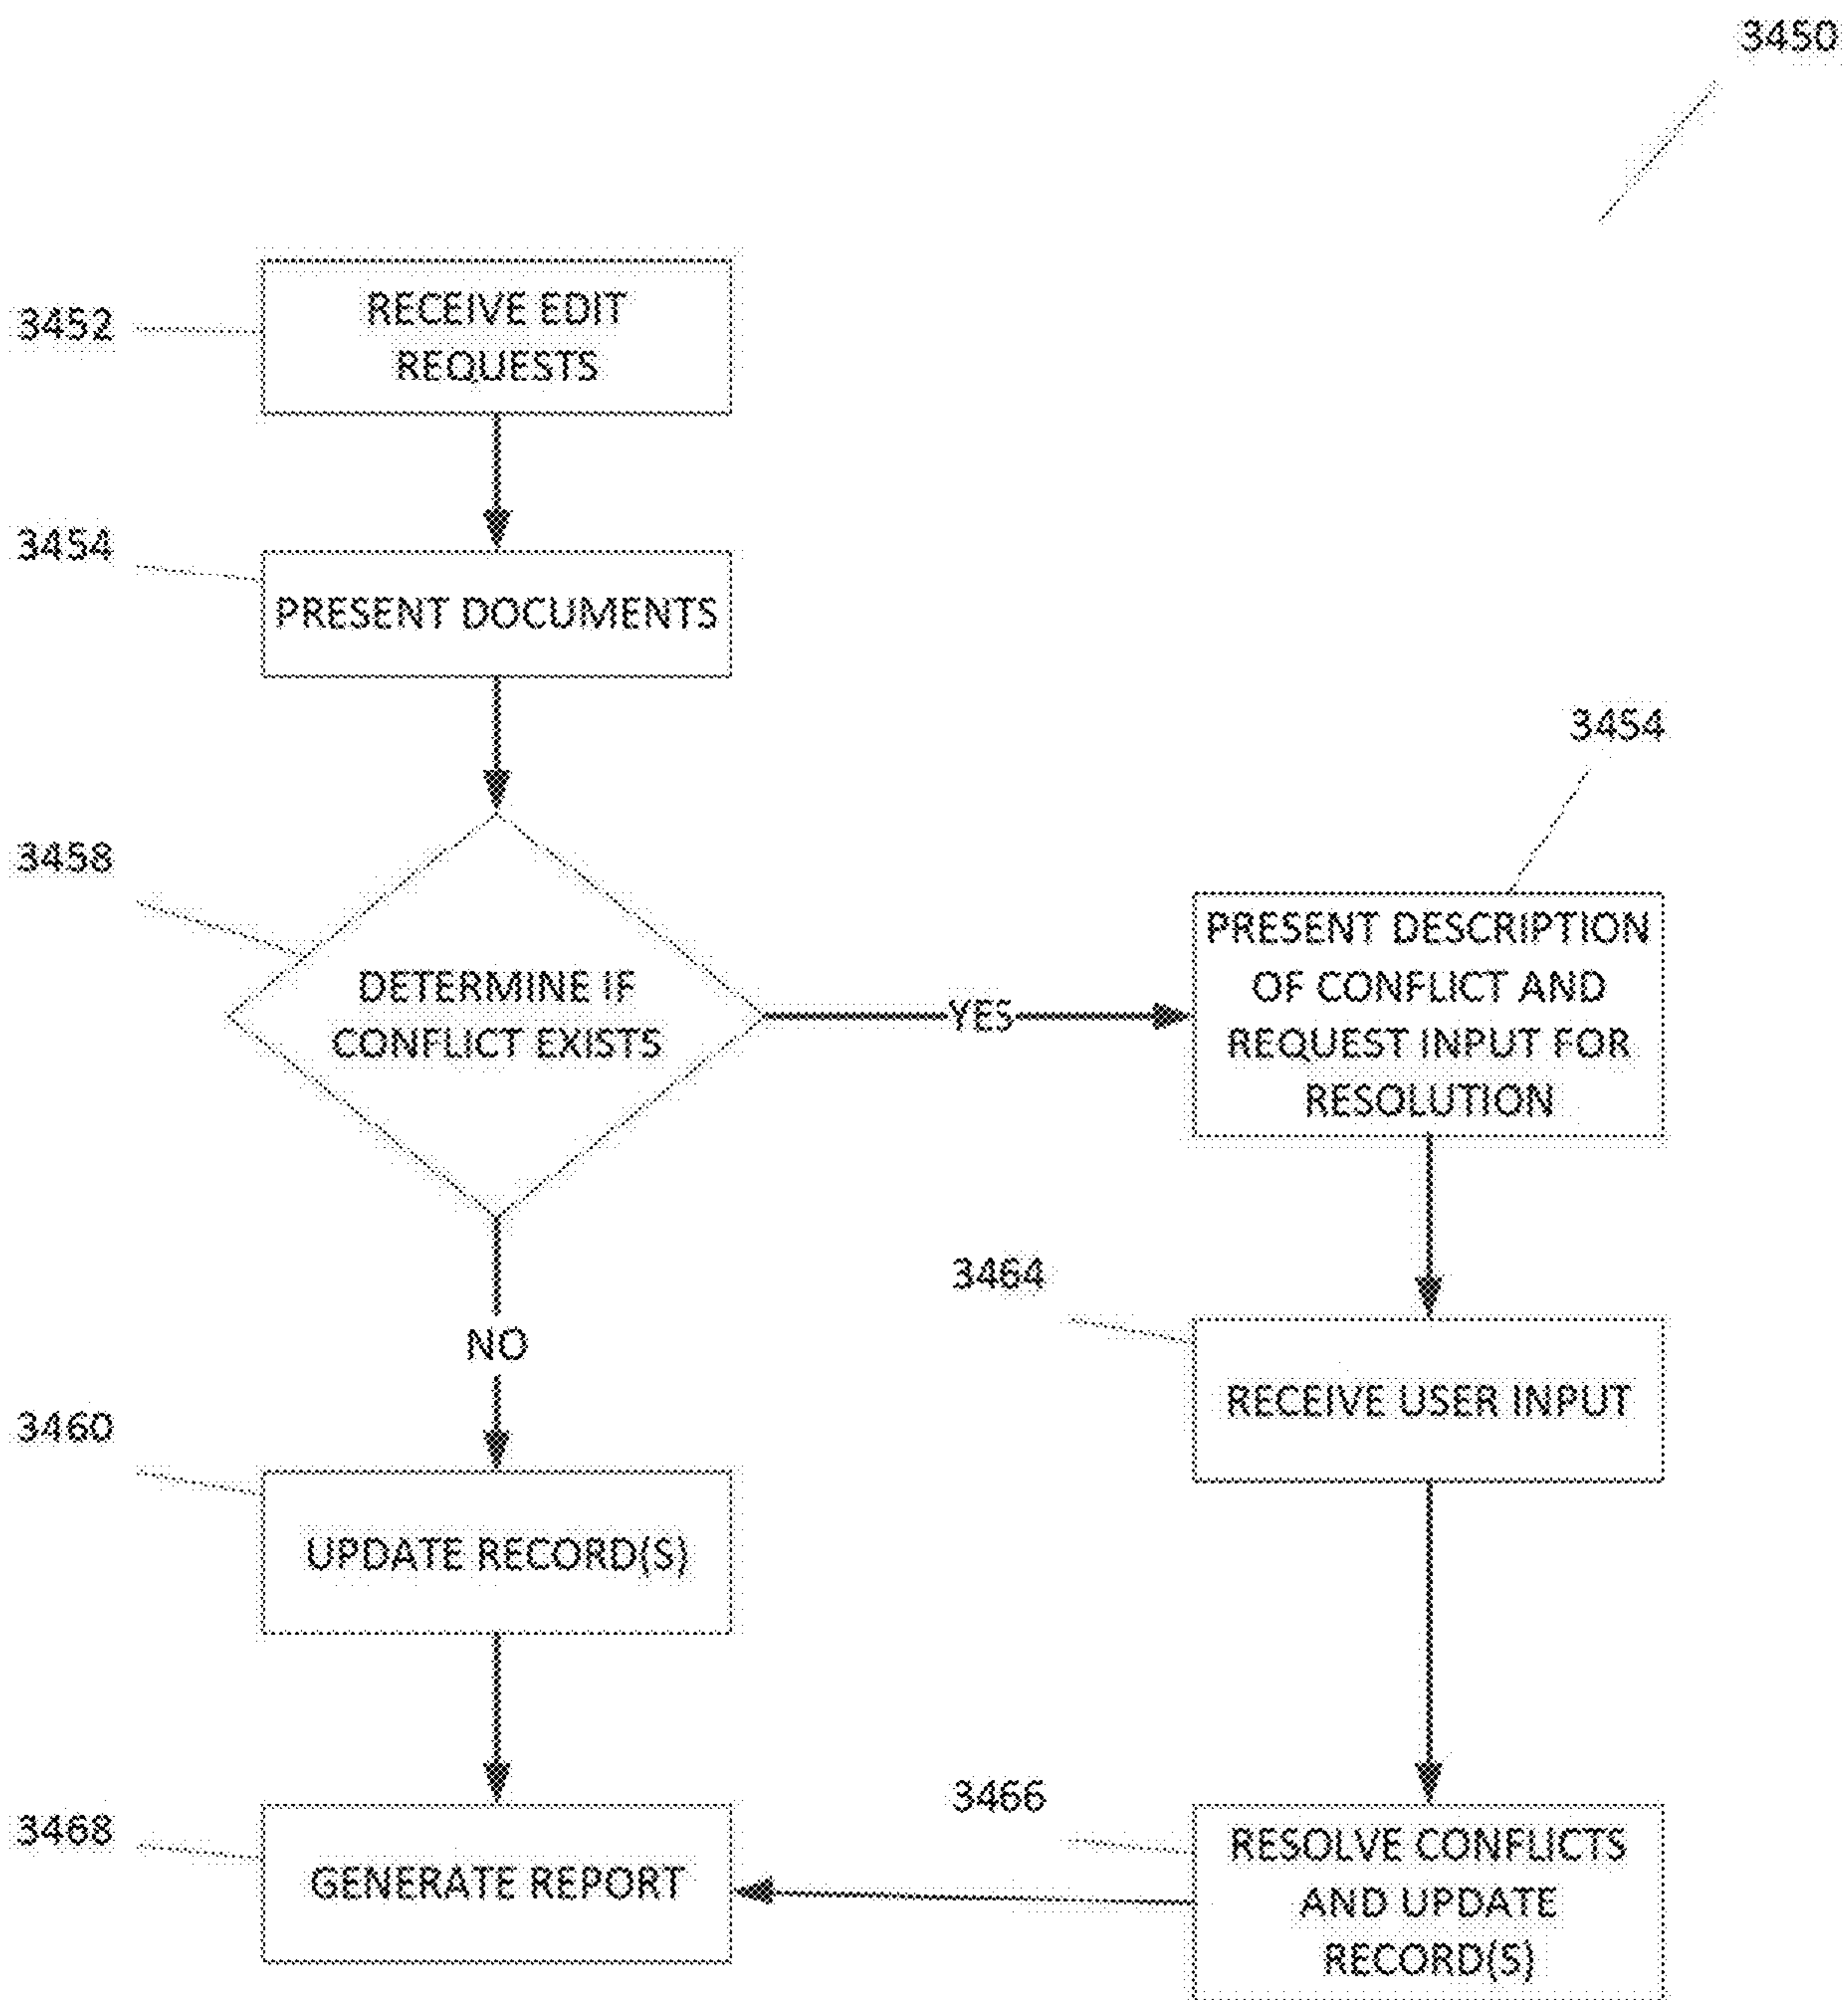 3450
3452
RECEIVE EDIT
REQUESTS
3454
PRESENT DOCUMENTS
3454
3458
DETERMINE IF
CONFLICT EXISTS
YES
PRESENT DESCRIPTION
OF CONFLICT AND
REQUEST INPUT FOR
RESOLUTION
NO
3464
RECEIVE USER INPUT
3460
UPDATE RECORD(S)
3468
GENERATE REPORT
3466
RESOLVE CONFLICTS
AND UPDATE
RECORD(S)